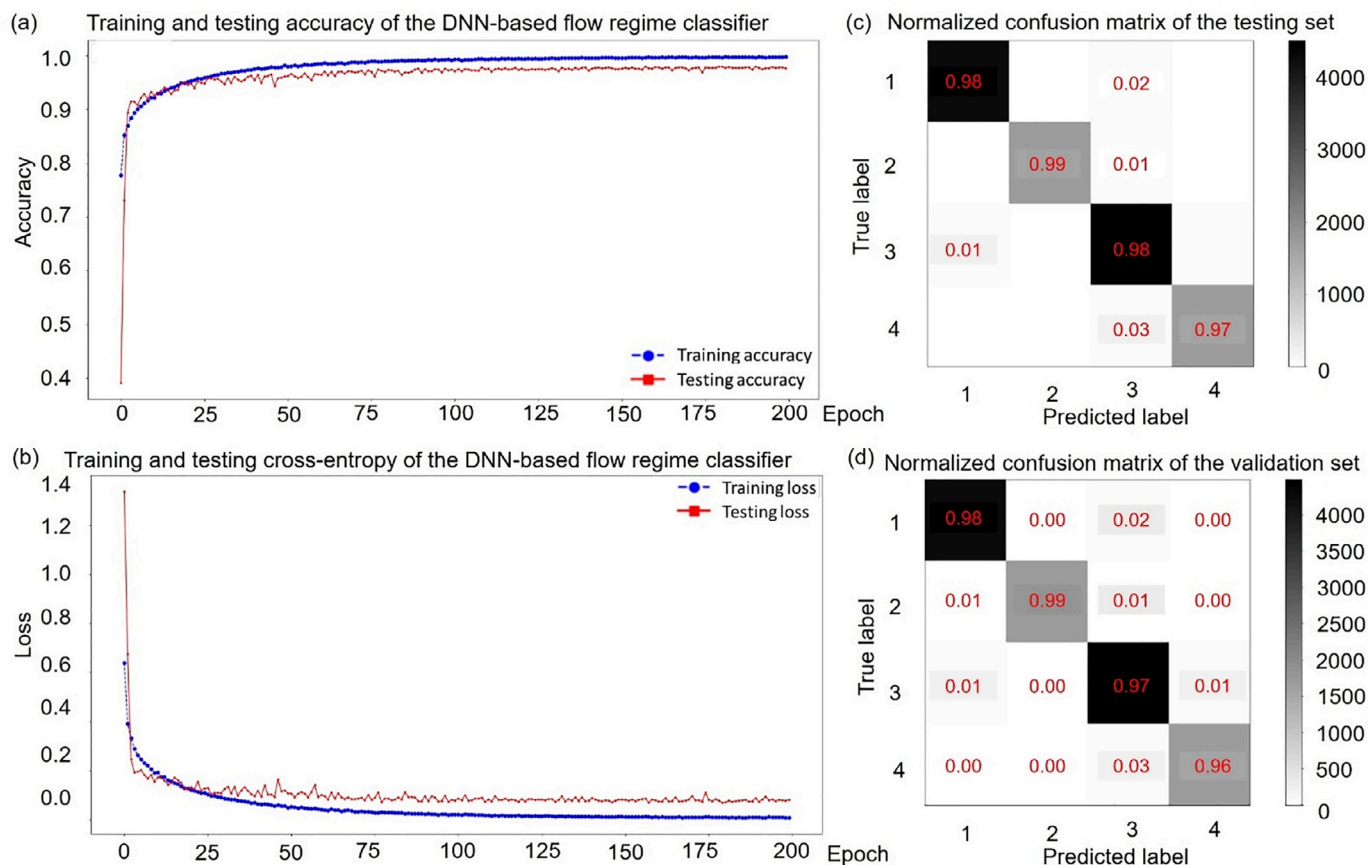 (a) Training and testing accuracy of the DNN-based flow regime classifier
1.0
0.9
0.8
0.7
0.6
0.5
0.4
Accuracy
Training accuracy
Testing accuracy
0 25 50 75 100 125 150 175 200 Epoch
(b) Training and testing cross-entropy of the DNN-based flow regime classifier
1.4
1.2
1.0
0.8
0.6
0.4
0.2
0.0
Loss
Training loss
Testing loss
0 25 50 75 100 125 150 175 200 Epoch
(c) Normalized confusion matrix of the testing set
True label
1 0.98 0.02
2 0.99 0.01
3 0.01 0.98
4 0.03 0.97
1 2 3 4
Predicted label
4000
3000
2000
1000
0
(d) Normalized confusion matrix of the validation set
True label
1 0.98 0.00 0.02 0.00
2 0.01 0.99 0.01 0.00
3 0.01 0.00 0.97 0.01
4 0.00 0.00 0.03 0.96
1 2 3 4
Predicted label
4000
3500
3000
2500
2000
1500
1000
500
0